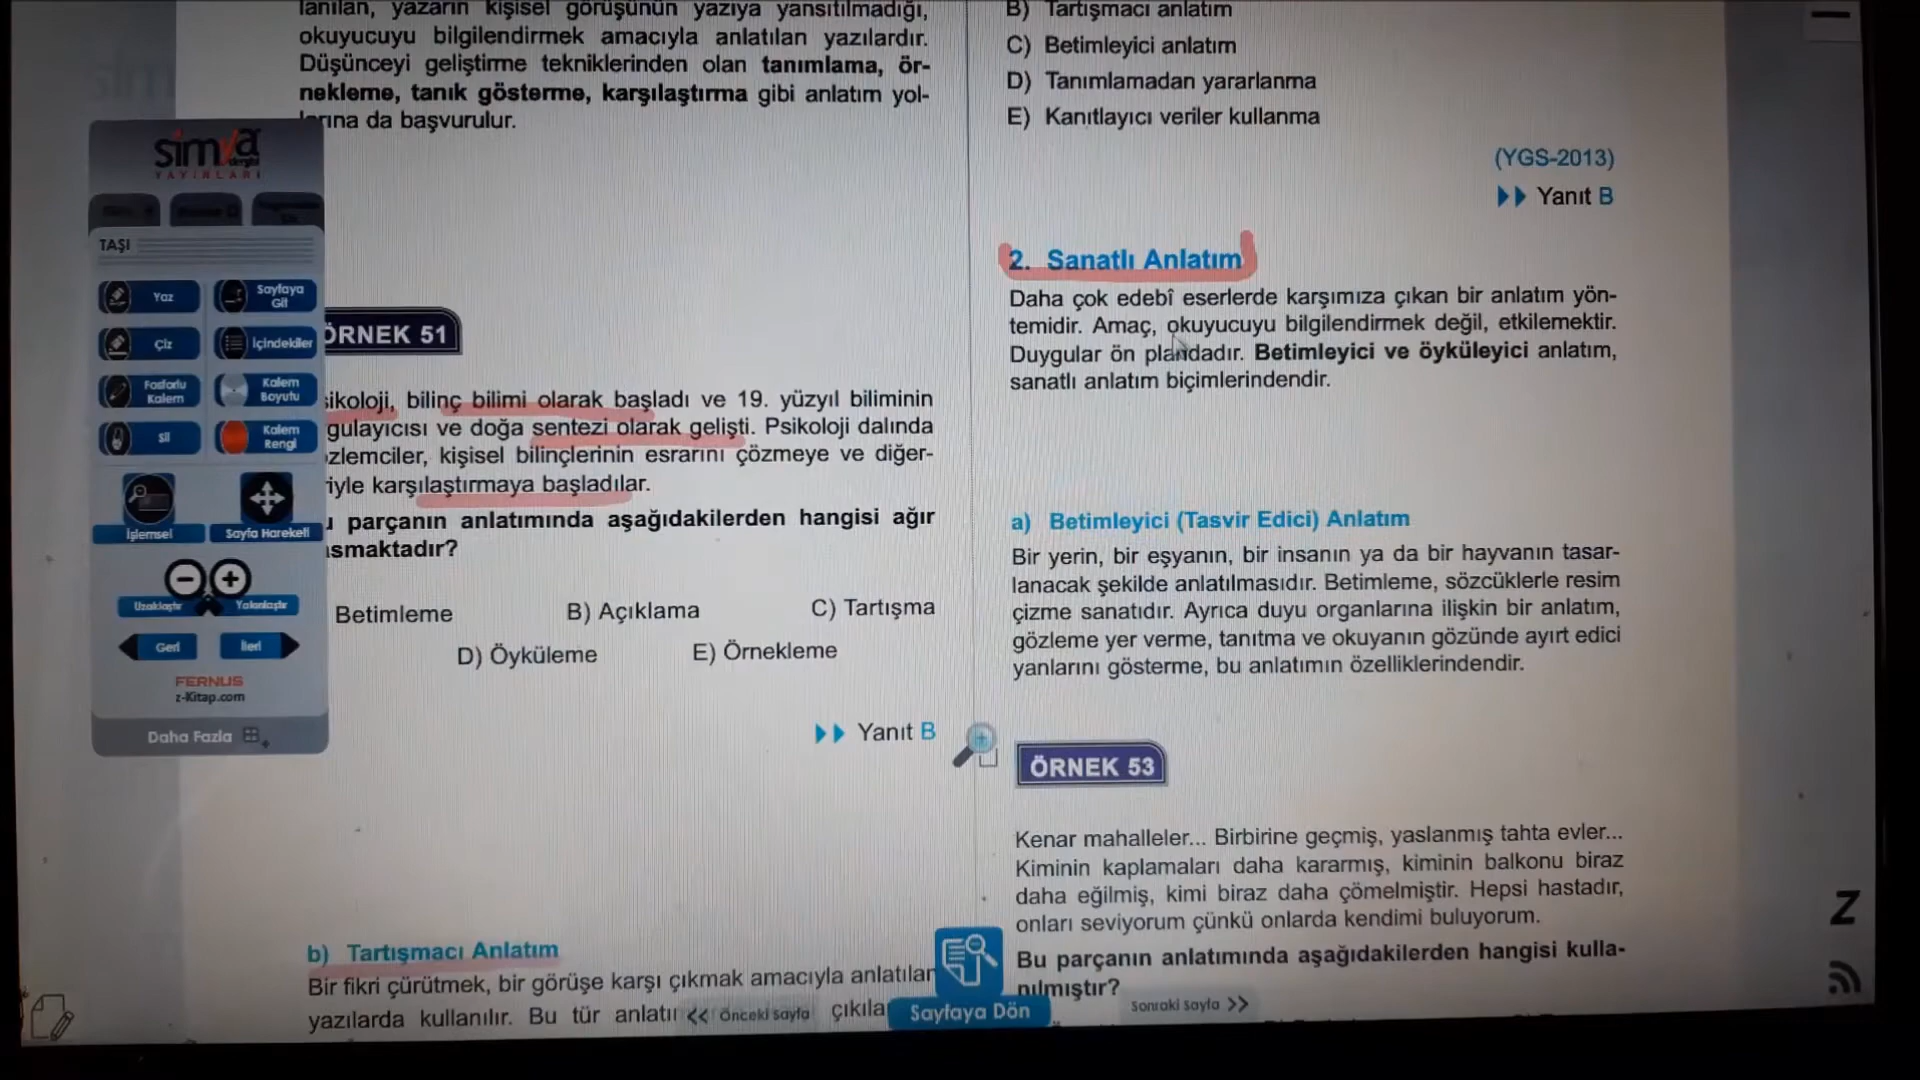 lanılan, yazarın kişisel görüşünün yazıya yansıtılmadığı,
okuyucuyu bilgilendirmek amacıyla anlatılan yazılardır.
Düşünceyi geliştirme tekniklerinden olan tanımlama, ör-
nekleme, tanık gösterme, karşılaştırma gibi anlatım yol-
larına da başvurulur.
simya
dergisi
YAYINLARI
TAŞI
Yaz
Sayfaya Git
Çiz
İçindekiler
Fosforlu Kalem
Kalem Boyutu
Sil
Kalem Rengi
İşlemsel
Sayfa Hareketi
Uzaklaştır
Yakınlaştır
Geri
İleri
FERNUS
z-Kitap.com
Daha Fazla
ÖRNEK 51
sikoloji, bilinç bilimi olarak başladı ve 19. yüzyıl biliminin
gulayıcısı ve doğa sentezi olarak gelişti. Psikoloji dalında
zlemciler, kişisel bilinçlerinin esrarını çözmeye ve diğer-
riyle karşılaştırmaya başladılar.
parçanın anlatımında aşağıdakilerden hangisi ağır
smaktadır?
Betimleme B) Açıklama C) Tartışma
D) Öyküleme E) Örnekleme
Yanıt B
b) Tartışmacı Anlatım
Bir fikri çürütmek, bir görüşe karşı çıkmak amacıyla anlatılan
yazılarda kullanılır. Bu tür anlatı
<< Önceki sayfa
çıkıla
Sayfaya Dön
Sonraki sayfa >>
B) Tartışmacı anlatım
C) Betimleyici anlatım
D) Tanımlamadan yararlanma
E) Kanıtlayıcı veriler kullanma
(YGS-2013)
Yanıt B
2. Sanatlı Anlatım
Daha çok edebî eserlerde karşımıza çıkan bir anlatım yön-
temidir. Amaç, okuyucuyu bilgilendirmek değil, etkilemektir.
Duygular ön plandadır. Betimleyici ve öyküleyici anlatım,
sanatlı anlatım biçimlerindendir.
a) Betimleyici (Tasvir Edici) Anlatım
Bir yerin, bir eşyanın, bir insanın ya da bir hayvanın tasar-
lanacak şekilde anlatılmasıdır. Betimleme, sözcüklerle resim
çizme sanatıdır. Ayrıca duyu organlarına ilişkin bir anlatım,
gözleme yer verme, tanıtma ve okuyanın gözünde ayırt edici
yanlarını gösterme, bu anlatımın özelliklerindendir.
ÖRNEK 53
Kenar mahalleler... Birbirine geçmiş, yaslanmış tahta evler...
Kiminin kaplamaları daha kararmış, kiminin balkonu biraz
daha eğilmiş, kimi biraz daha çömelmiştir. Hepsi hastadır,
onları seviyorum çünkü onlarda kendimi buluyorum.
Bu parçanın anlatımında aşağıdakilerden hangisi kulla-
nılmıştır?
Z